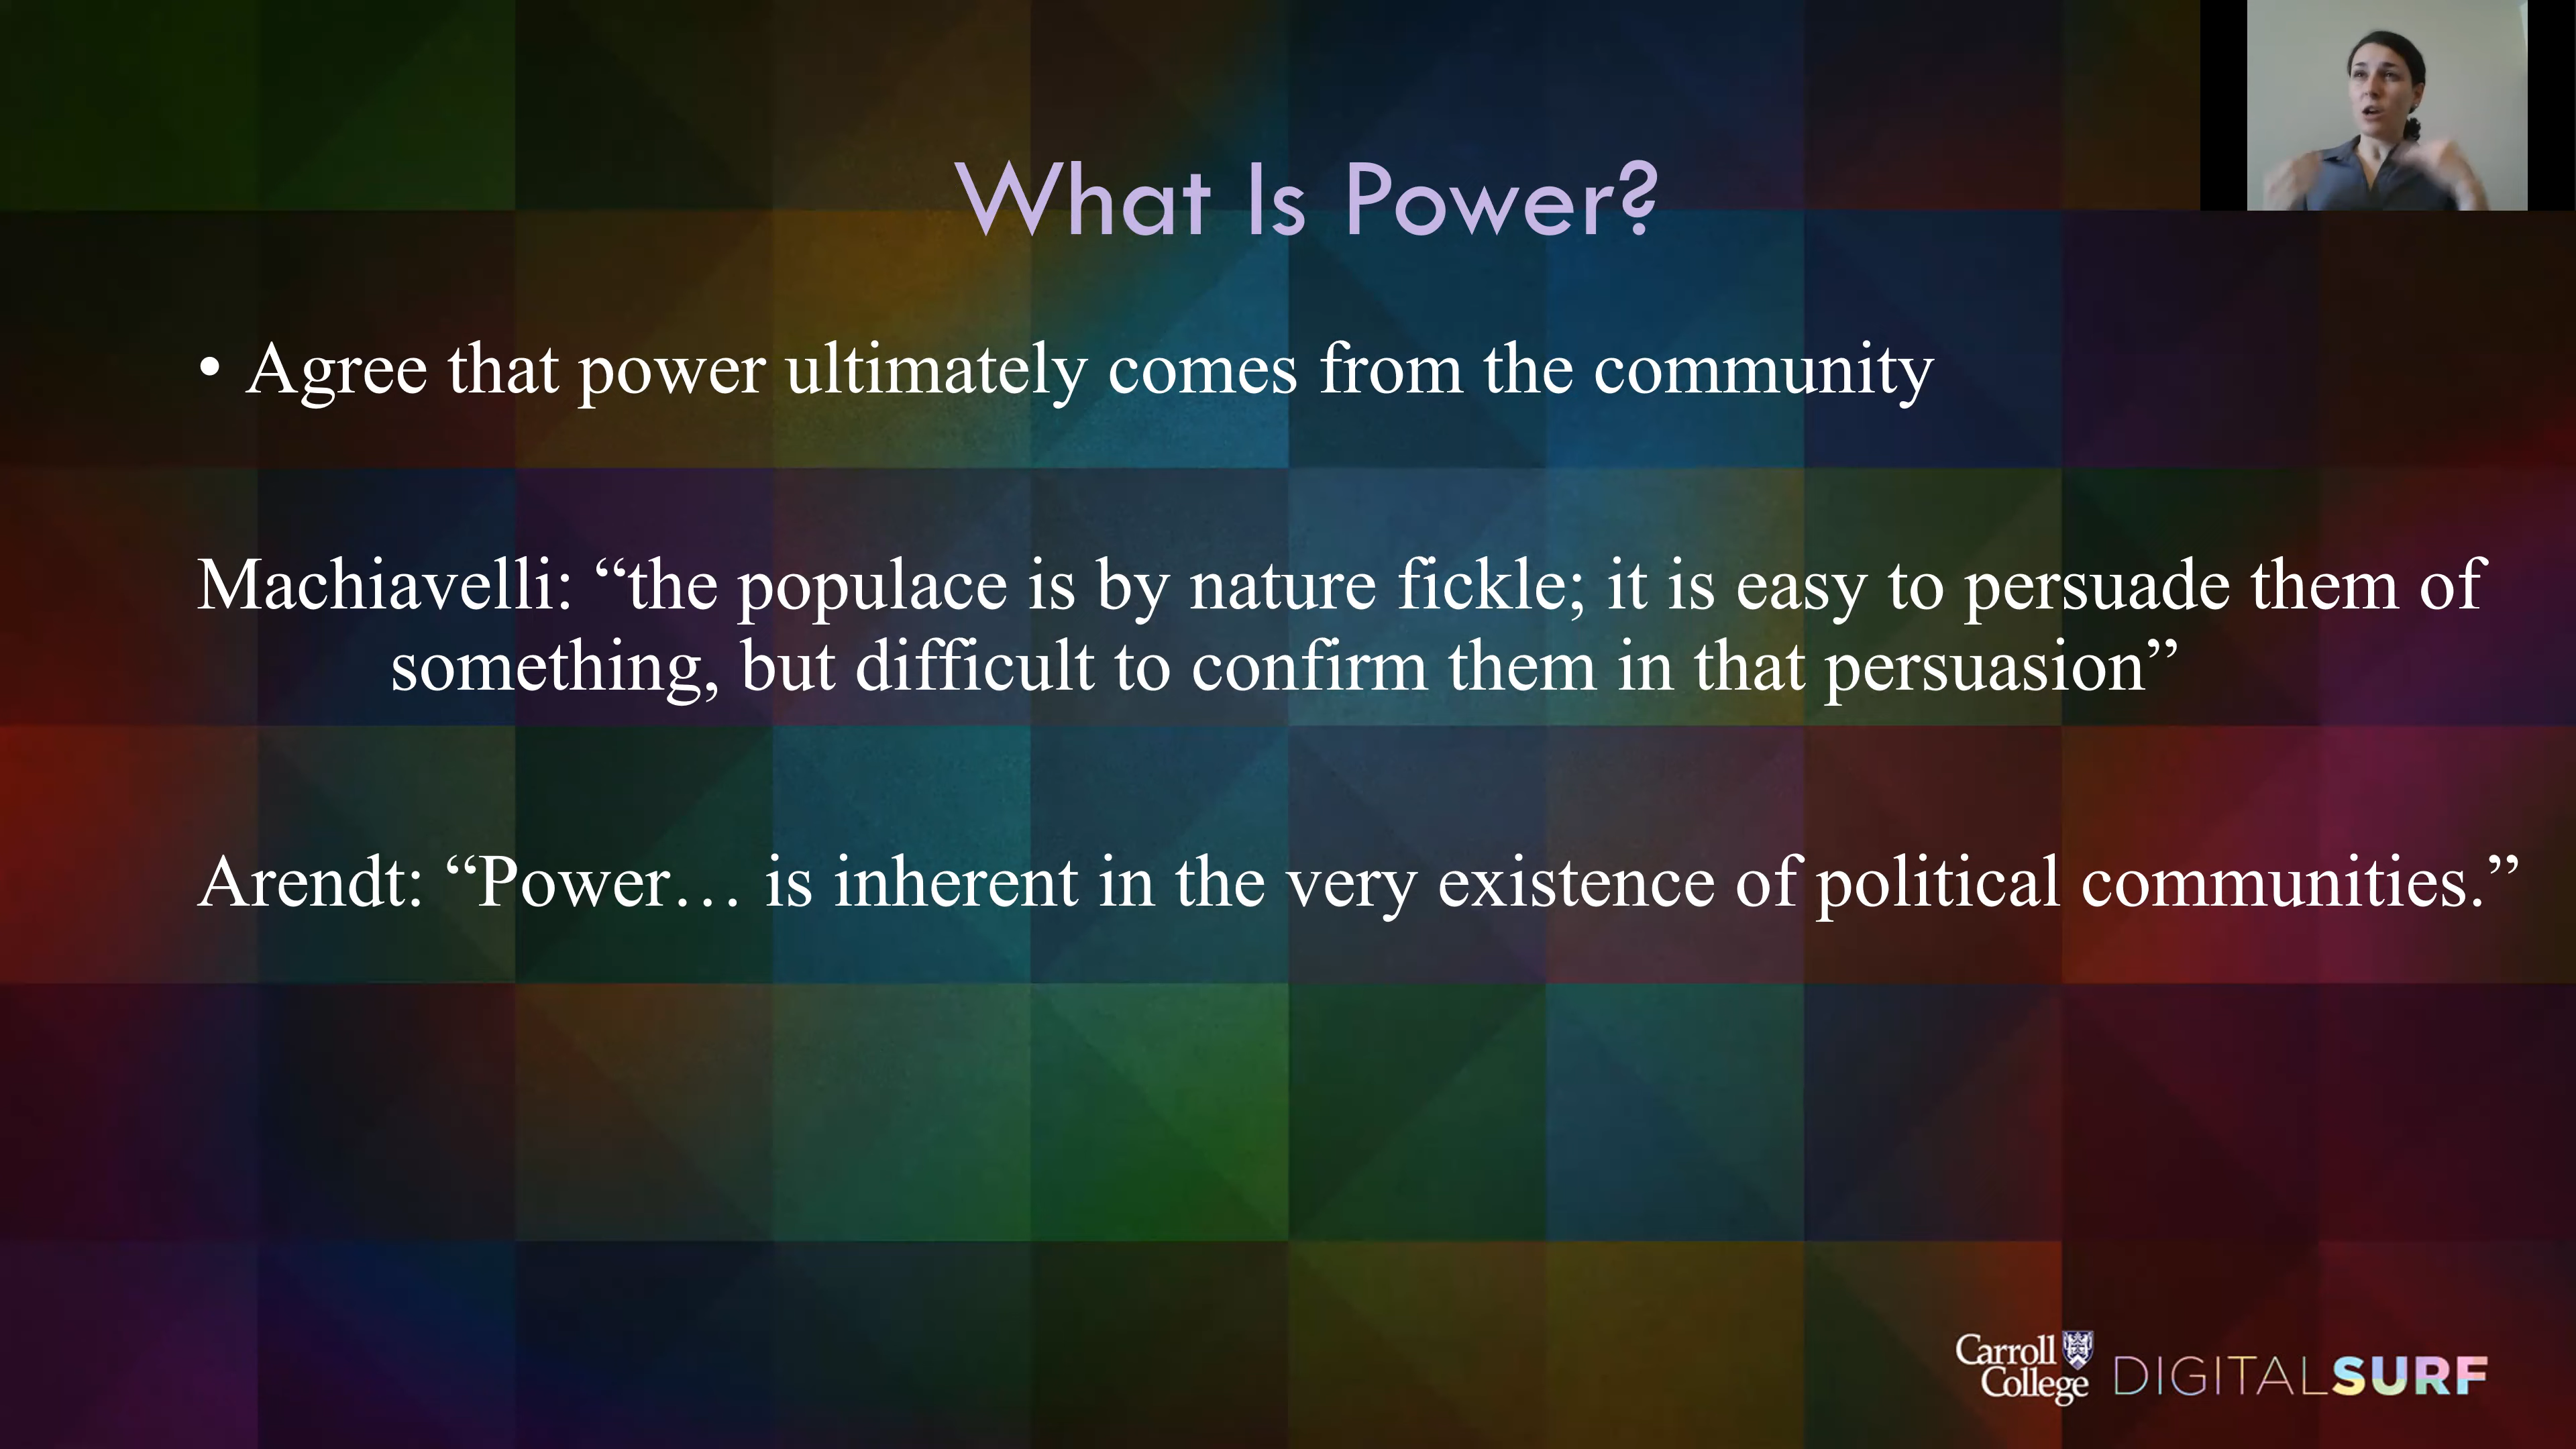 What Is Power?
• Agree that power ultimately comes from the community
Machiavelli: “the populace is by nature fickle; it is easy to persuade them of
something, but difficult to confirm them in that persuasion”
Arendt: “Power… is inherent in the very existence of political communities.”
Carroll
College
DIGITALSURF